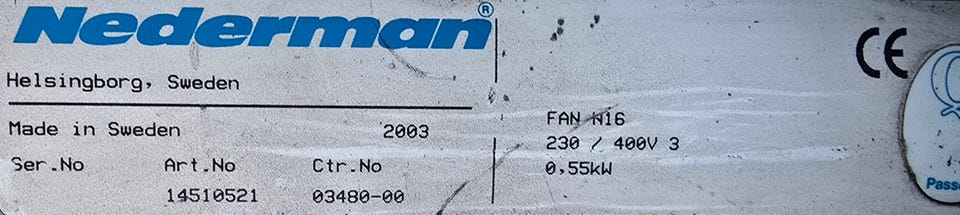 Nederman®
Helsingborg, Sweden
Made in Sweden 2003
Ser.No Art.No Ctr.No
14510521 03480-00
FAN N16
230 / 400V 3
0,55kW
CE
Q
Passe